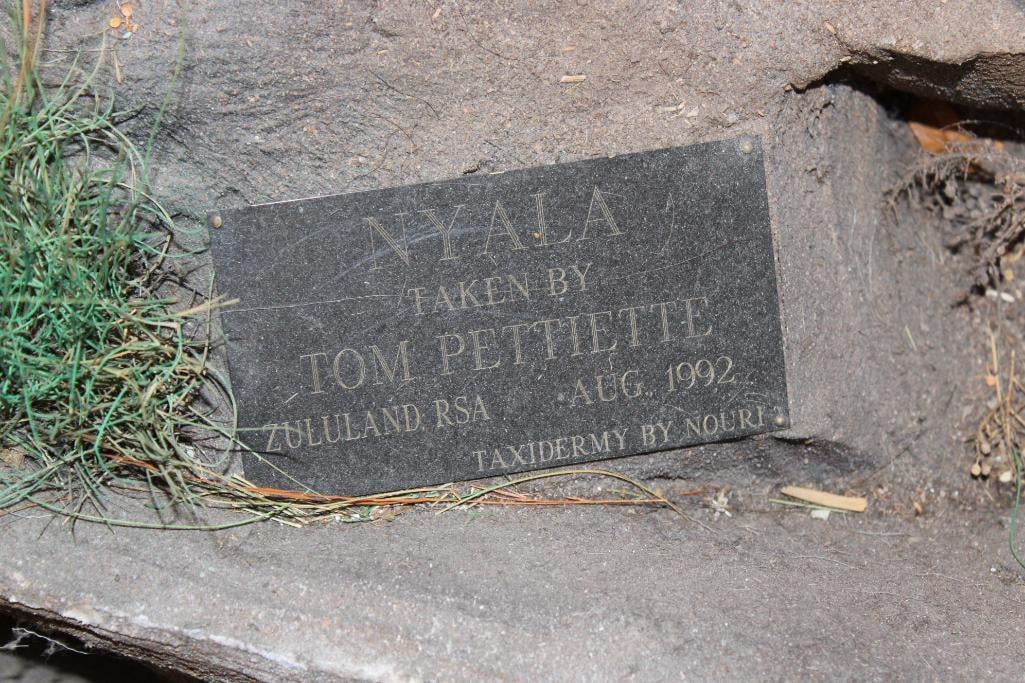 NYALA
TAKEN BY
TOM PETTIETTE
ZULULAND, RSA AUG. 1992
TAXIDERMY BY NOURI